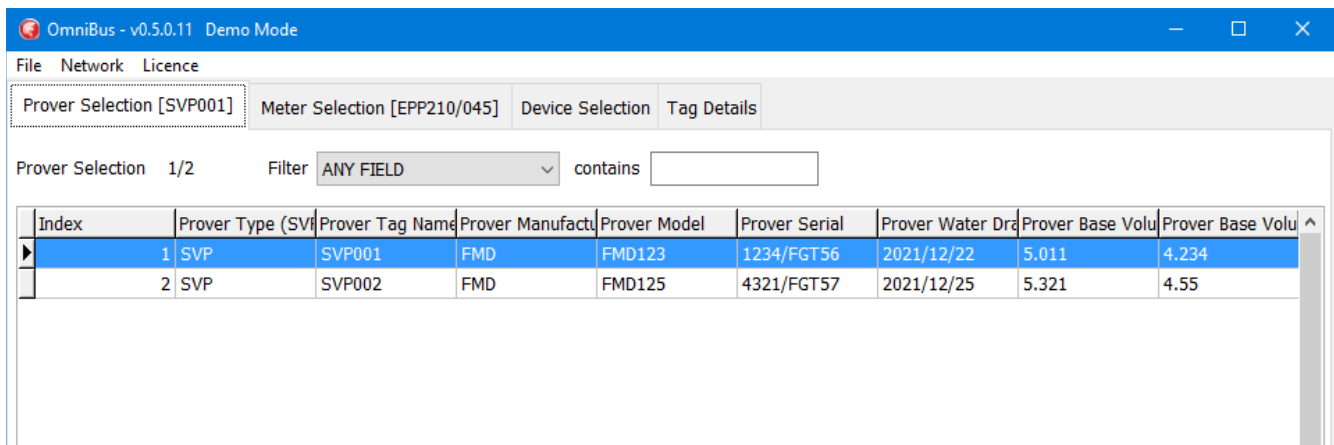 OmniBus - v0.5.0.11 Demo Mode
File Network Licence
Prover Selection [SVP001] Meter Selection [EPP210/045] Device Selection Tag Details
Prover Selection 1/2 Filter ANY FIELD contains
Index Prover Type (SVP Prover Tag Name Prover Manufactu Prover Model Prover Serial Prover Water Dra Prover Base Volu Prover Base Volu
1 SVP SVP001 FMD FMD123 1234/FGT56 2021/12/22 5.011 4.234
2 SVP SVP002 FMD FMD125 4321/FGT57 2021/12/25 5.321 4.55